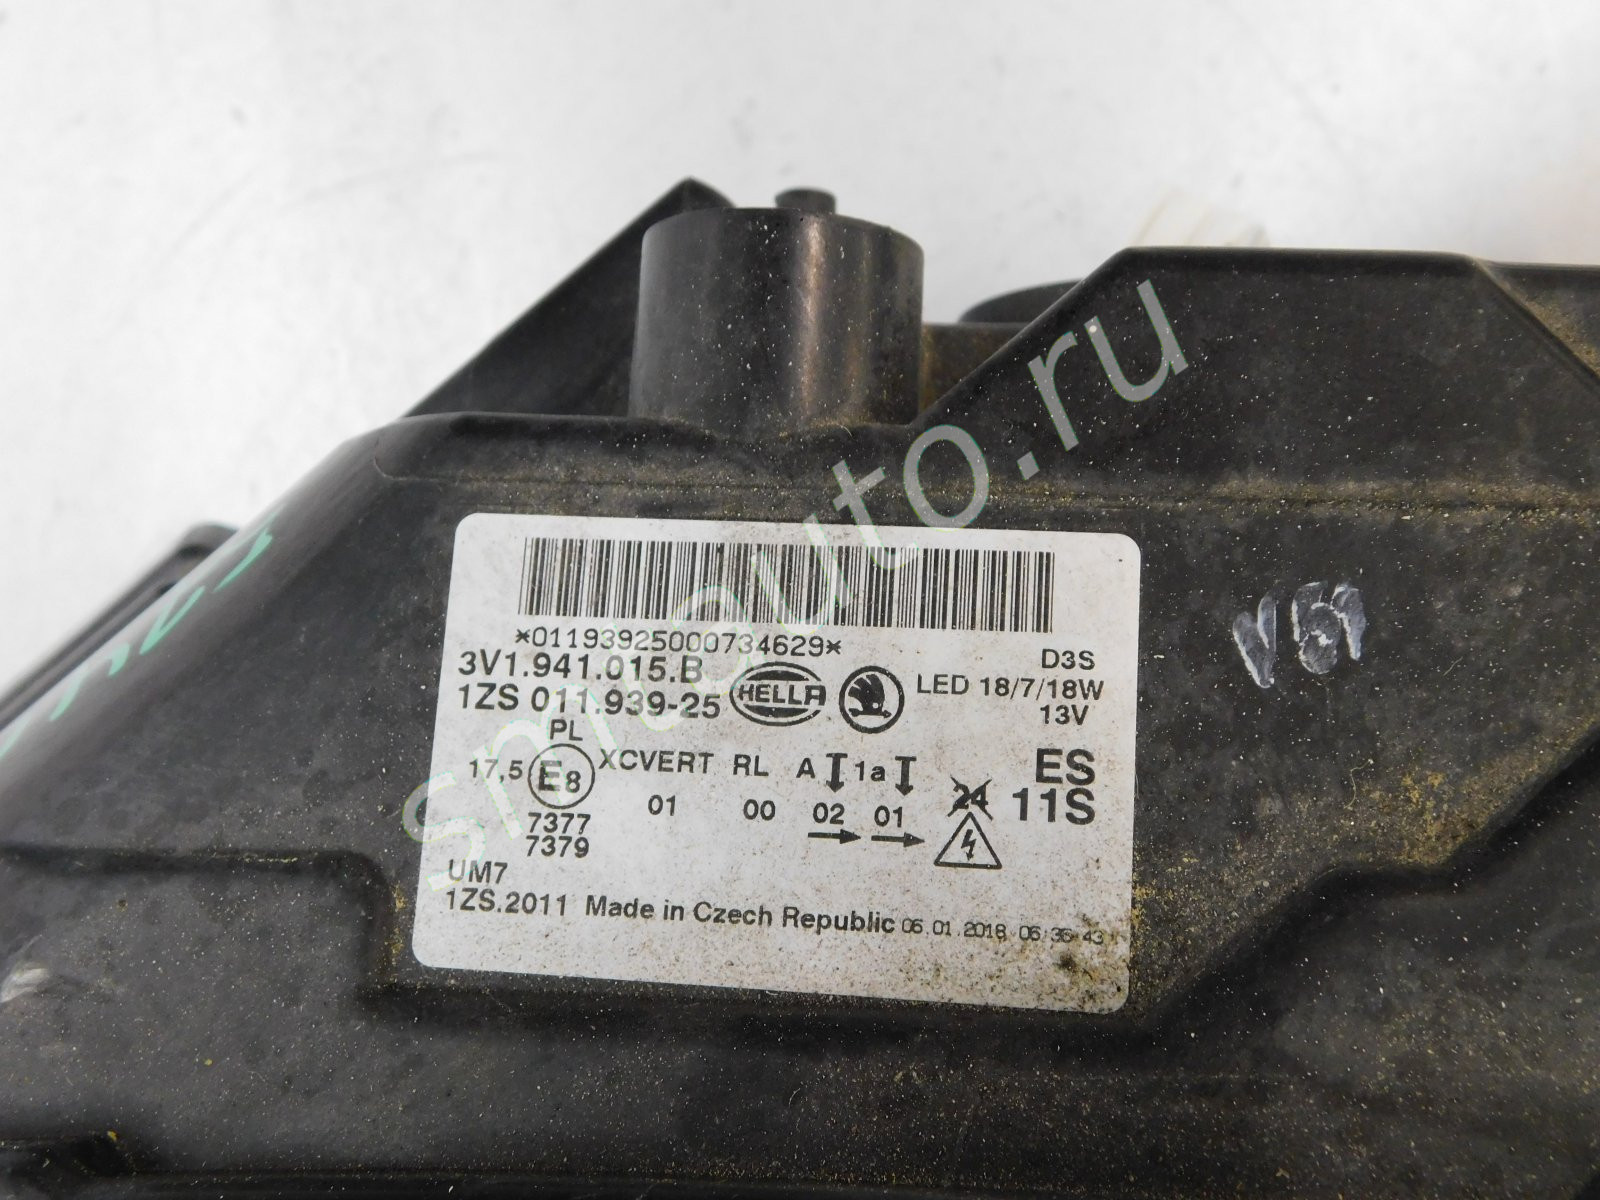 *01193925000734629*
3V1.941.015.B
1ZS 011.939-25
HELLA
D3S
LED 18/7/18W
13V
PL
17,5 E8 XCVERT RL A 1a
01 00 02 01
24
ES
11S
7377
7379
UM7
1ZS.2011 Made in Czech Republic 06.01.2018 06:36:43
smlauto.ru